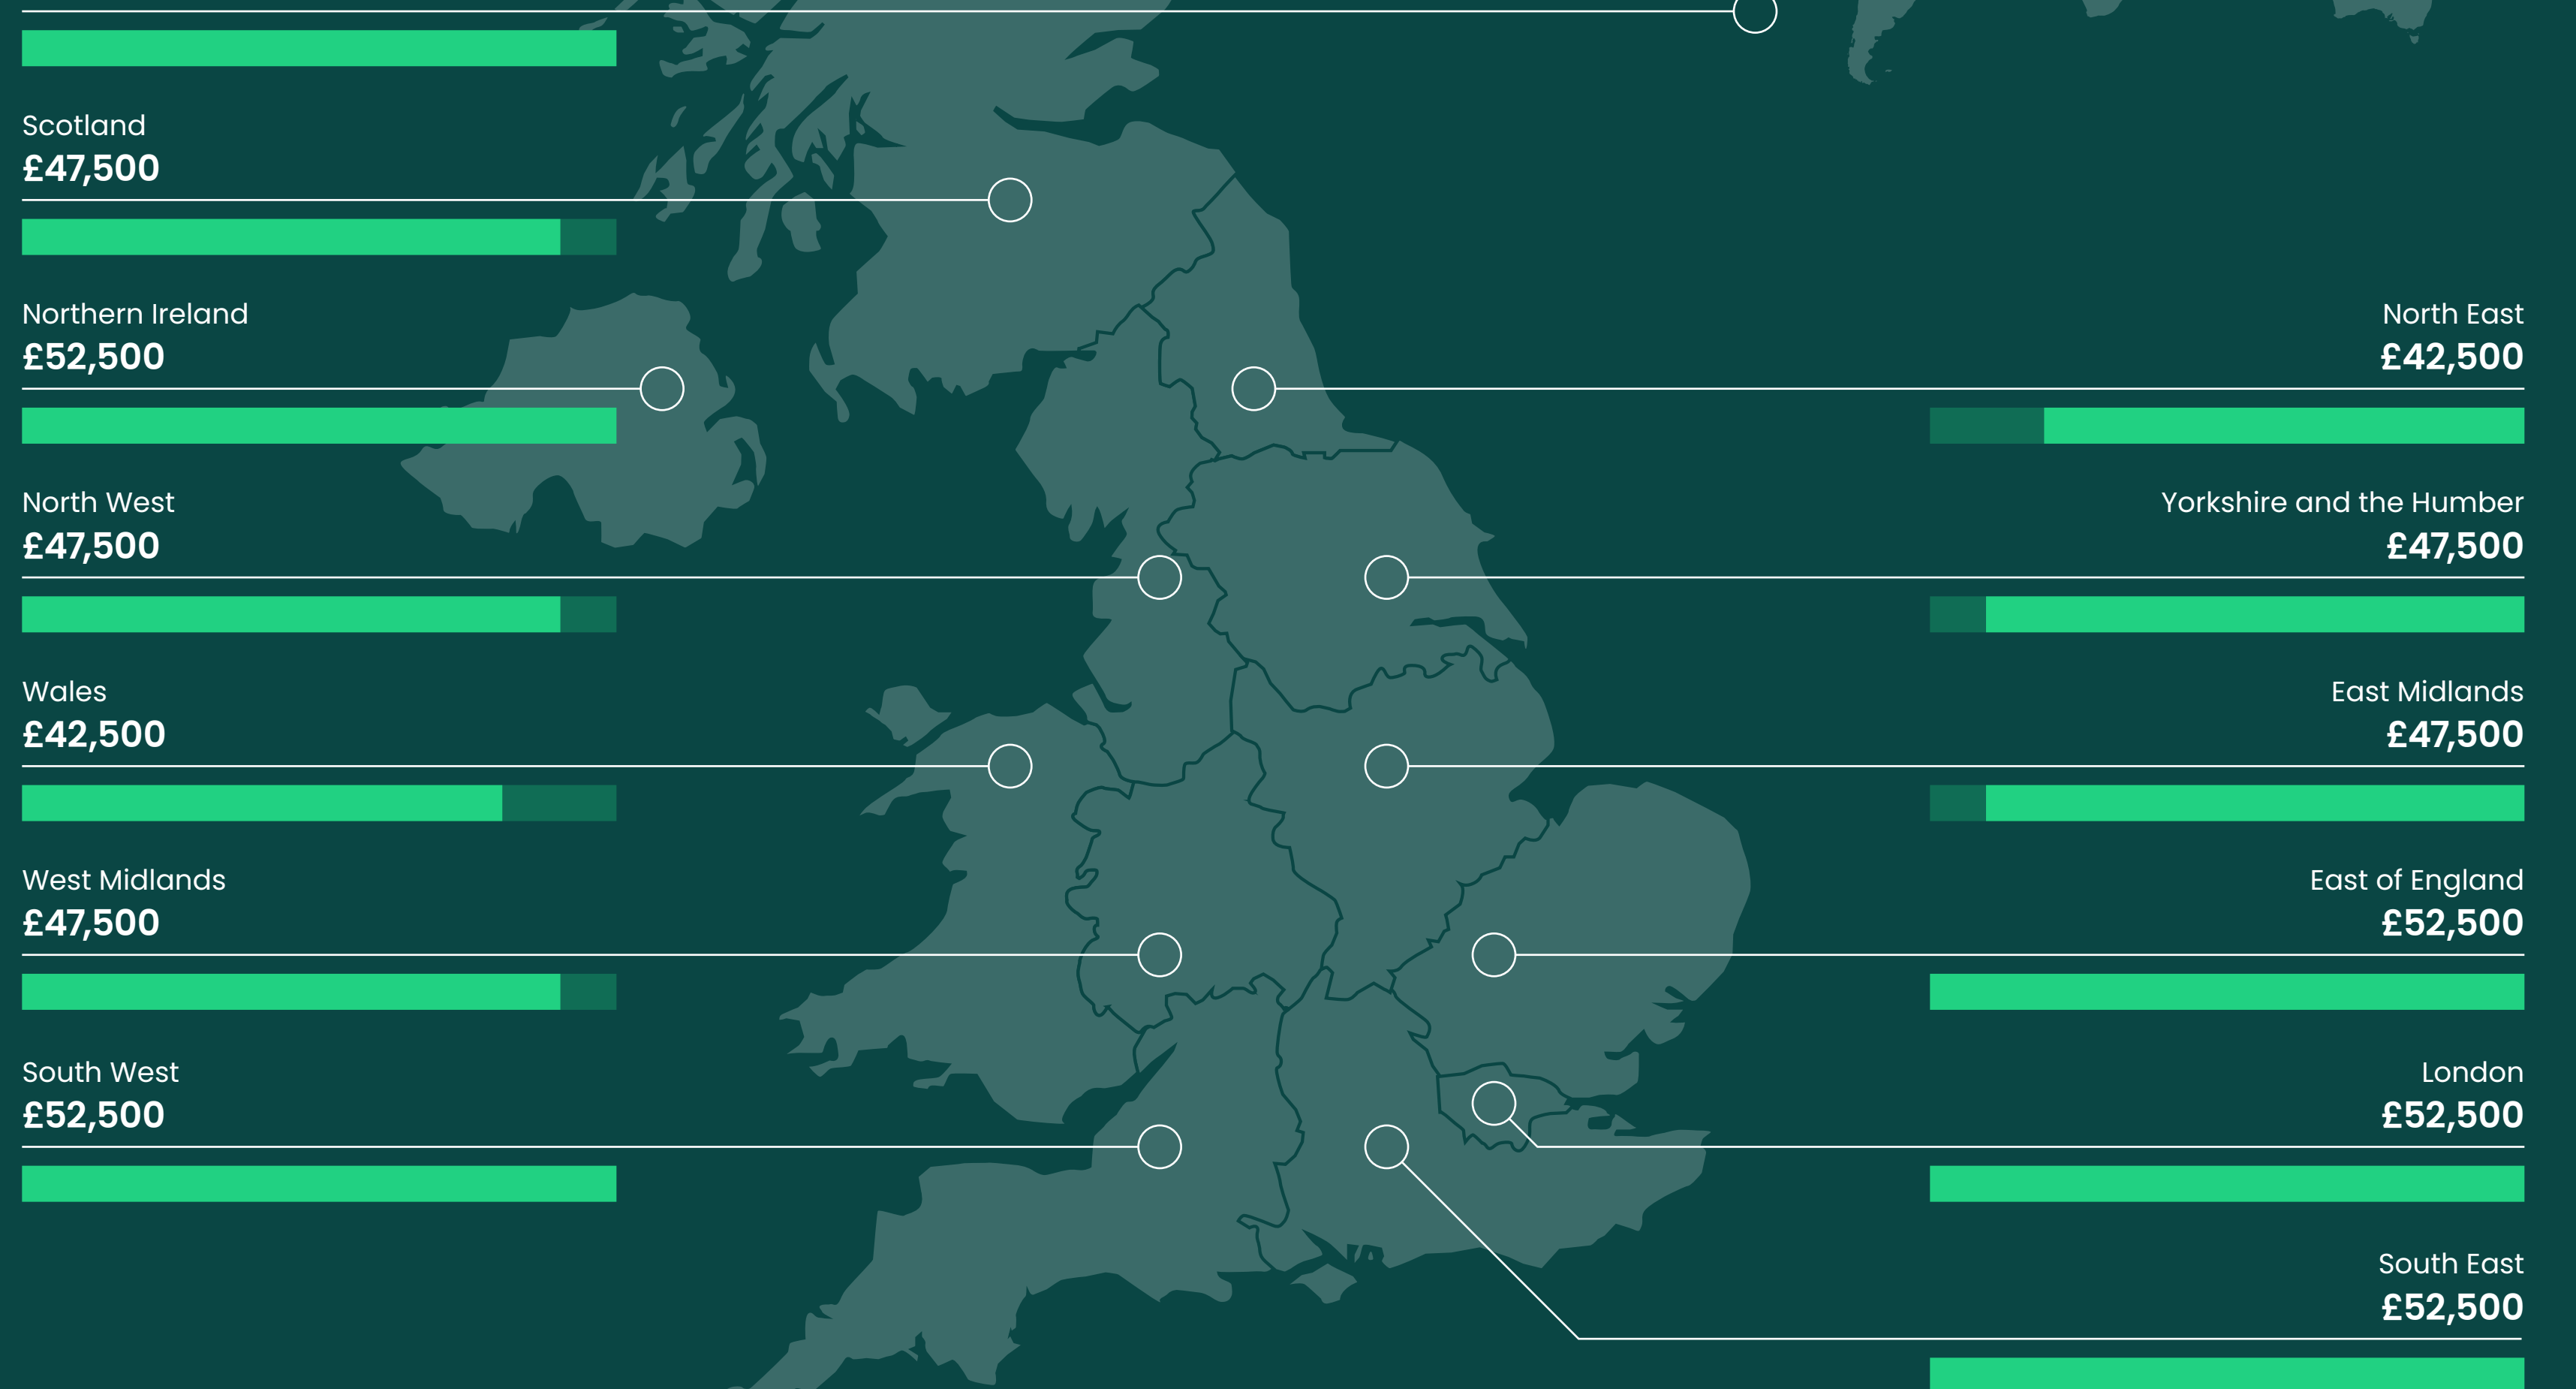 Scotland
£47,500
Northern Ireland
£52,500
North West
£47,500
Wales
£42,500
West Midlands
£47,500
South West
£52,500
North East
£42,500
Yorkshire and the Humber
£47,500
East Midlands
£47,500
East of England
£52,500
London
£52,500
South East
£52,500